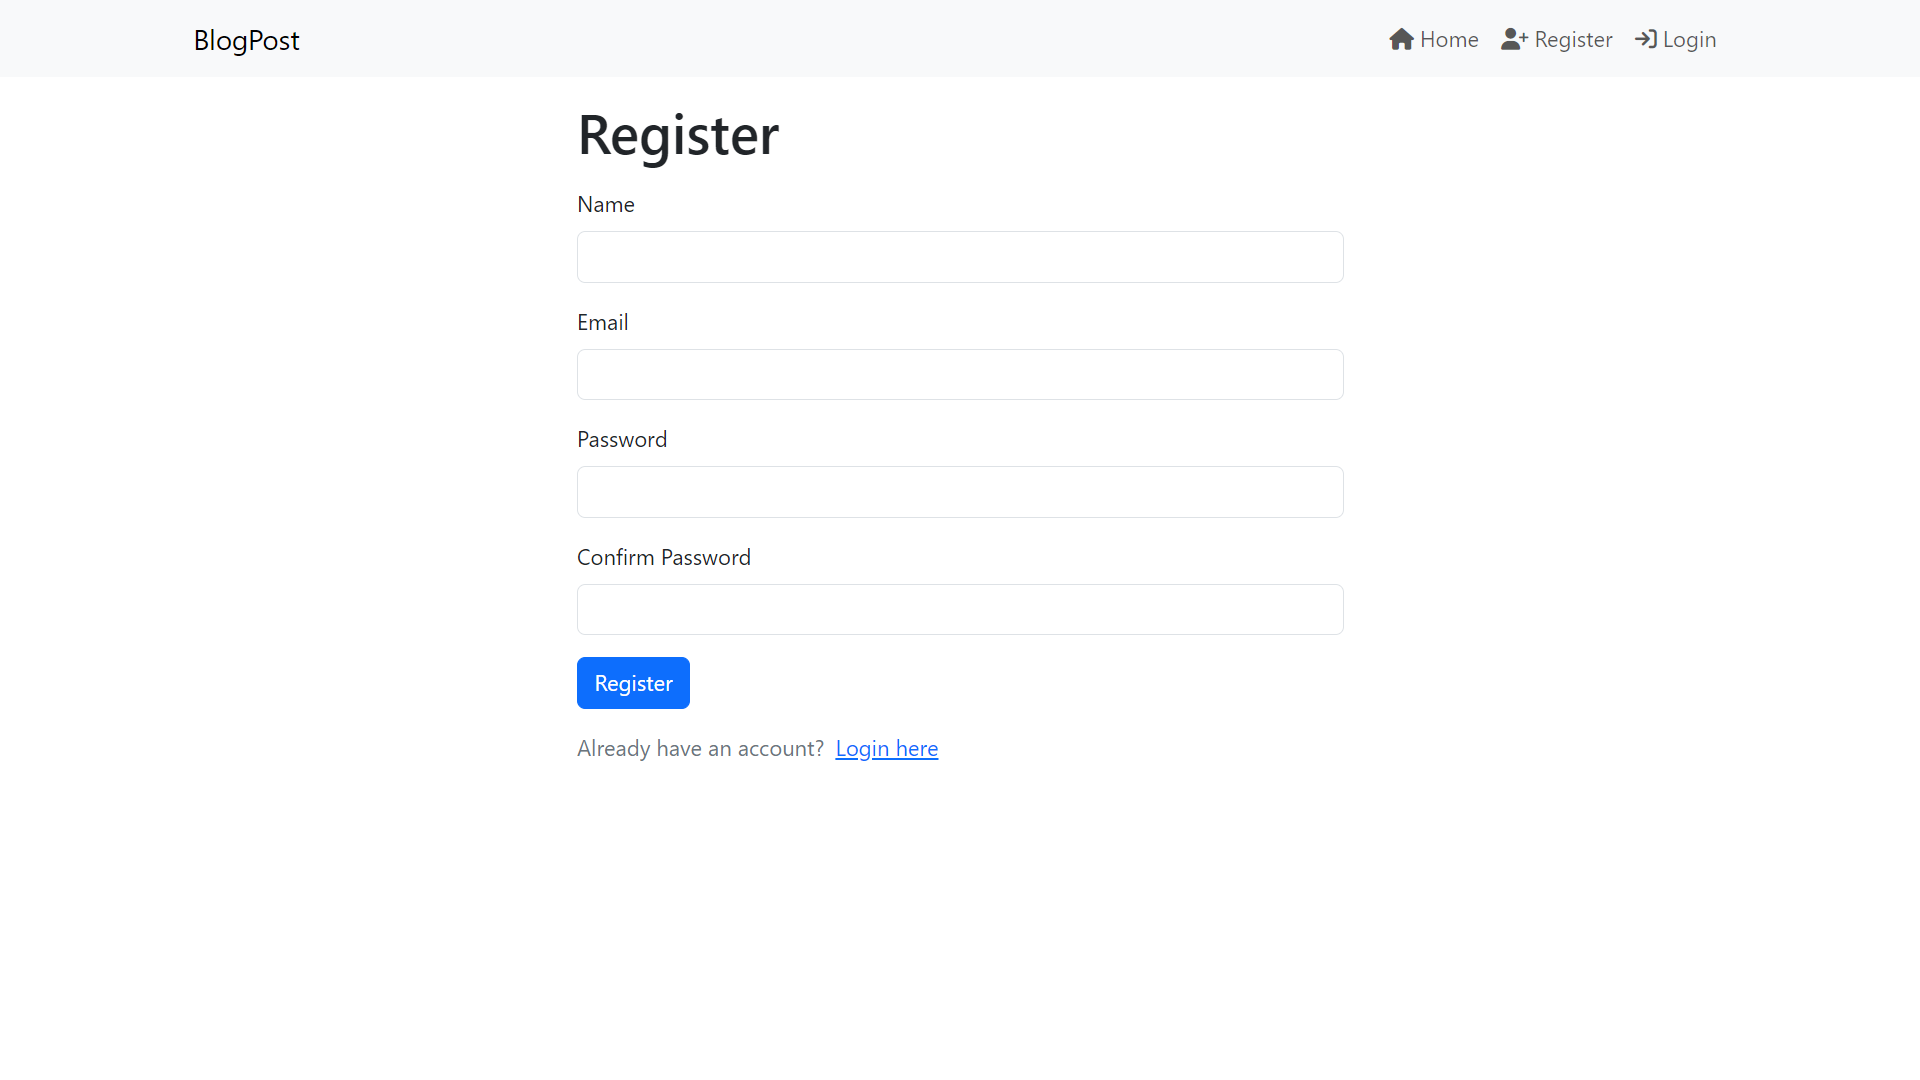 BlogPost
Home Register Login
Register
Name
Email
Password
Confirm Password
Register
Already have an account? Login here